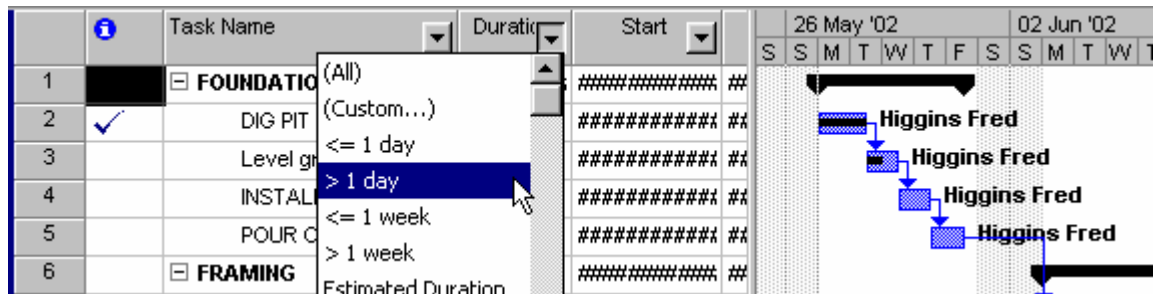 Task Name Duratic Start 26 May '02 02 Jun '02
S S M T W T F S S M T W T
1 FOUNDATIO (All) ############ ##
2 DIG PIT (Custom...) ############ ## Higgins Fred
<= 1 day
3 Level gr ############ ## Higgins Fred
> 1 day
4 INSTALI ############ ## Higgins Fred
<= 1 week
5 POUR C ############ ## Higgins Fred
> 1 week
6 FRAMING ############ ##
Estimated Duration